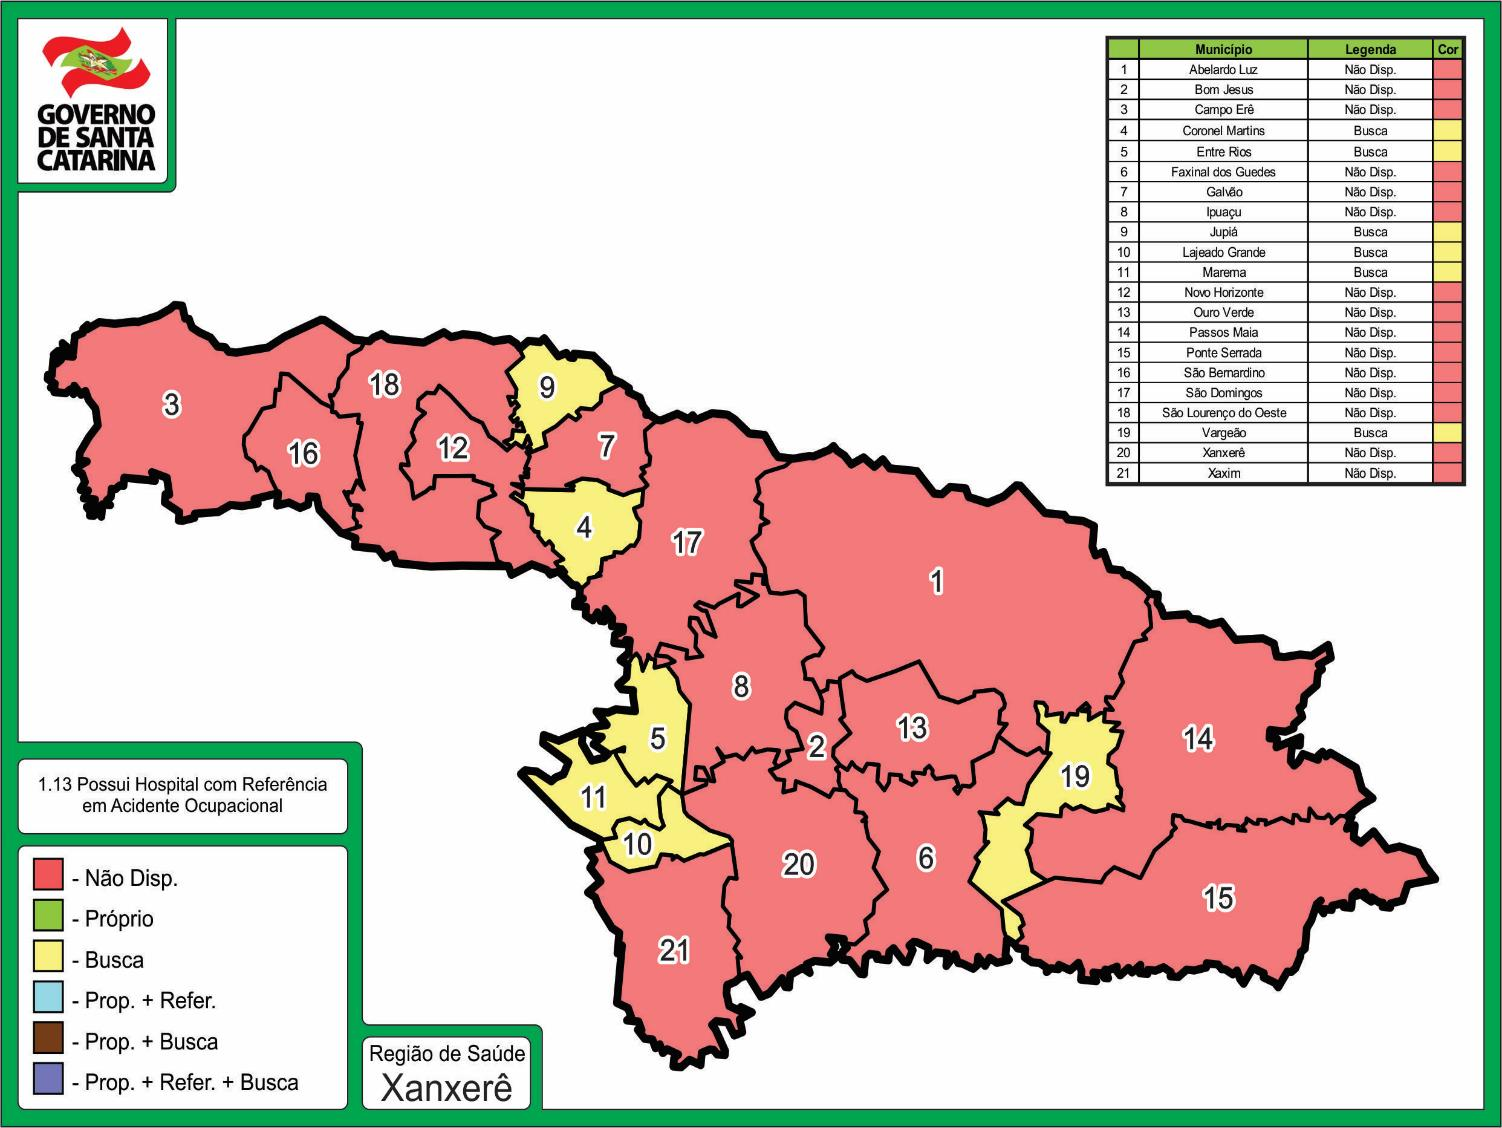 GOVERNO
DE SANTA
CATARINA
Município Legenda Cor
1 Abelardo Luz Não Disp.
2 Bom Jesus Não Disp.
3 Campo Erê Não Disp.
4 Coronel Martins Busca
5 Entre Rios Busca
6 Faxinal dos Guedes Não Disp.
7 Galvão Não Disp.
8 Ipuaçu Não Disp.
9 Jupiá Busca
10 Lajeado Grande Busca
11 Marema Busca
12 Novo Horizonte Não Disp.
13 Ouro Verde Não Disp.
14 Passos Maia Não Disp.
15 Ponte Serrada Não Disp.
16 São Bernardino Não Disp.
17 São Domingos Não Disp.
18 São Lourenço do Oeste Não Disp.
19 Vargeão Busca
20 Xanxerê Não Disp.
21 Xaxim Não Disp.
18
9
3
7
16
12
4
17
1
8
13
5
2
14
19
11
10
20
6
15
21
1.13 Possui Hospital com Referência
em Acidente Ocupacional
- Não Disp.
- Próprio
- Busca
- Prop. + Refer.
- Prop. + Busca
- Prop. + Refer. + Busca
Região de Saúde
Xanxerê